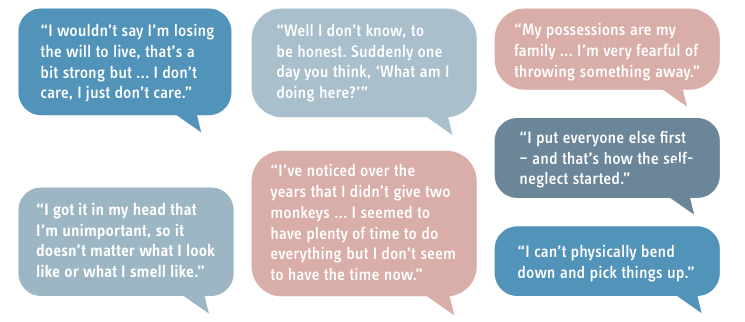 “I wouldn’t say I’m losing
the will to live, that’s a
bit strong but ... I don’t
care, I just don’t care.”
“Well I don’t know, to
be honest. Suddenly one
day you think, ‘What am I
doing here?’”
“My possessions are my
family ... I’m very fearful of
throwing something away.”
“I got it in my head that
I’m unimportant, so it
doesn’t matter what I look
like or what I smell like.”
“I’ve noticed over the
years that I didn’t give two
monkeys ... I seemed to
have plenty of time to do
everything but I don’t seem
to have the time now.”
“I put everyone else first
– and that’s how the self-
neglect started.”
“I can’t physically bend
down and pick things up.”